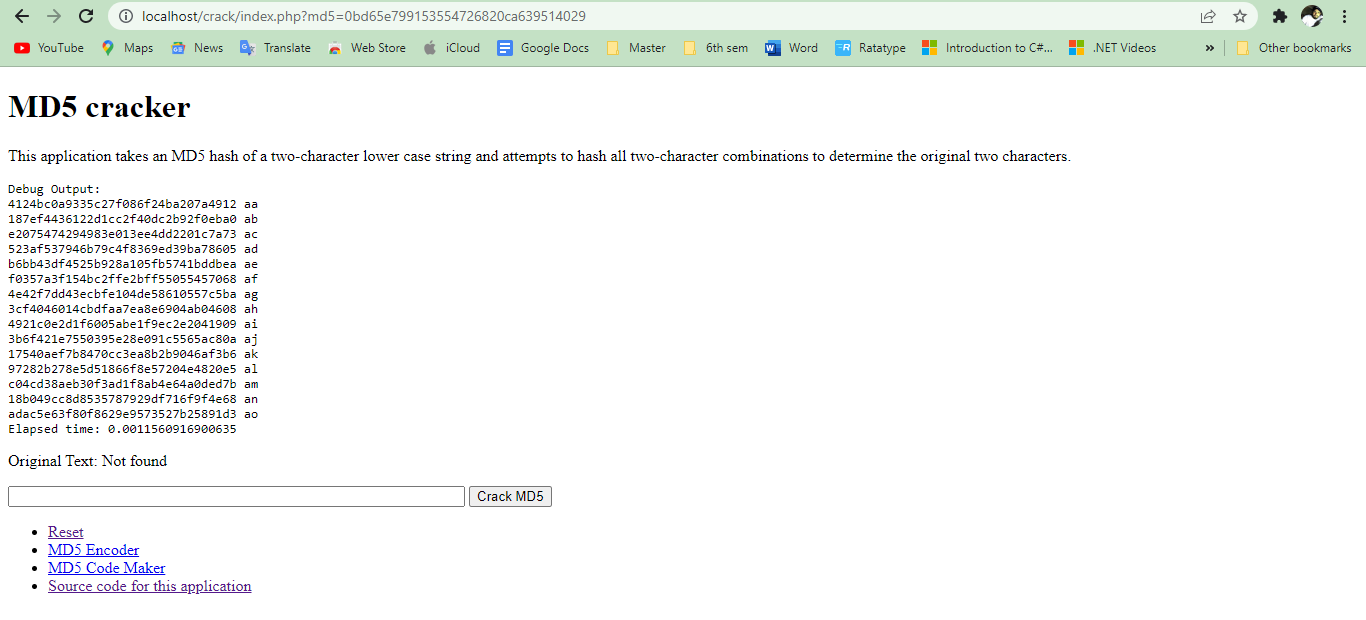 localhost/crack/index.php?md5=0bd65e799153554726820ca639514029
YouTube Maps News Translate Web Store iCloud Google Docs Master 6th sem Word Ratatype Introduction to C#... .NET Videos » Other bookmarks
MD5 cracker
This application takes an MD5 hash of a two-character lower case string and attempts to hash all two-character combinations to determine the original two characters.
Debug Output:
4124bc0a9335c27f086f24ba207a4912 aa
187ef4436122d1cc2f40dc2b92f0eba0 ab
e2075474294983e013ee4dd2201c7a73 ac
523af537946b79c4f8369ed39ba78605 ad
b6bb43df4525b928a105fb5741bddbea ae
f0357a3f154bc2ffe2bff55055457068 af
4e42f7dd43ecbfe104de58610557c5ba ag
3cf4046014cbdfaa7ea8e6904ab04608 ah
4921c0e2d1f6005abe1f9ec2e2041909 ai
3b6f421e7550395e28e091c5565ac80a aj
17540aef7b8470cc3ea8b2b9046af3b6 ak
97282b278e5d51866f8e57204e4820e5 al
c04cd38aeb30f3ad1f8ab4e64a0ded7b am
18b049cc8d8535787929df716f9f4e68 an
adac5e63f80f8629e9573527b25891d3 ao
Elapsed time: 0.0011560916900635
Original Text: Not found
Crack MD5
Reset
MD5 Encoder
MD5 Code Maker
Source code for this application